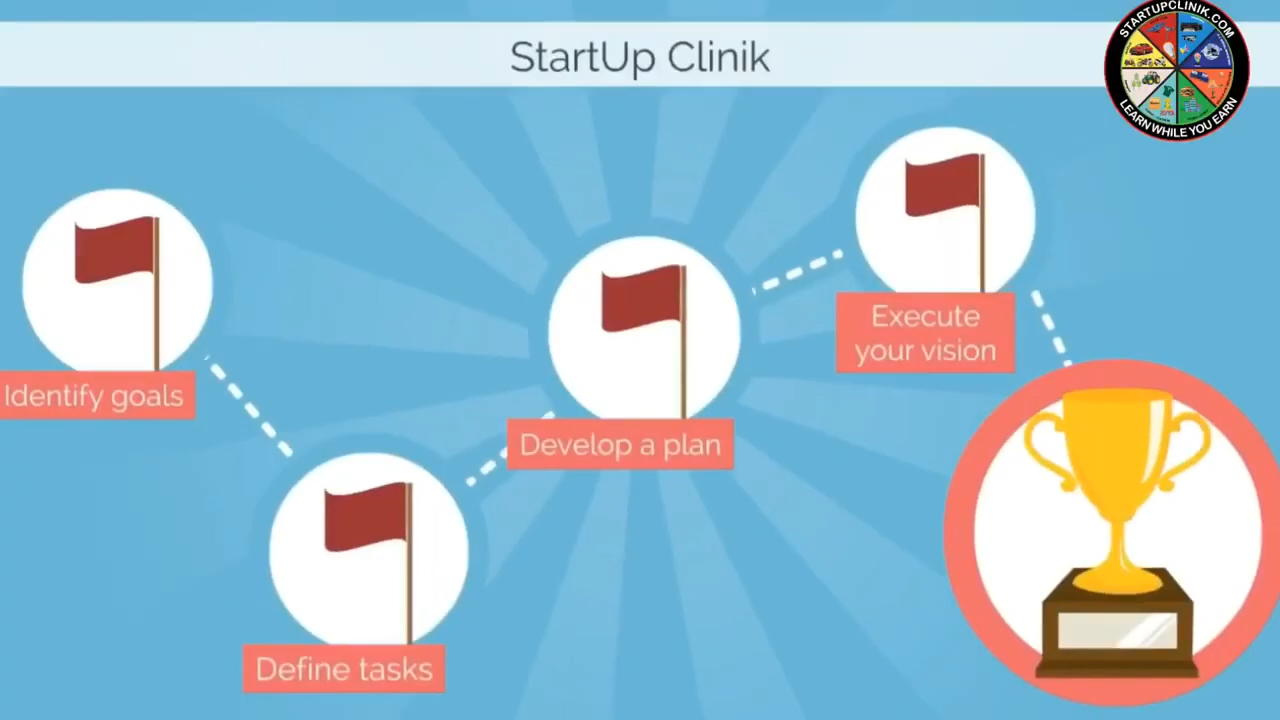 StartUp Clinik
STARTUPCLINIK.COM
LEARN WHILE YOU EARN
Identify goals
Define tasks
Develop a plan
Execute
your vision